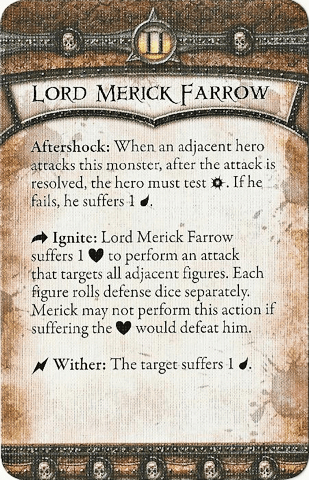 II
LORD MERICK FARROW
Aftershock: When an adjacent hero
attacks this monster, after the attack is
resolved, the hero must test . If he
fails, he suffers 1 .
Ignite: Lord Merick Farrow
suffers 1 ♥ to perform an attack
that targets all adjacent figures. Each
figure rolls defense dice separately.
Merick may not perform this action if
suffering the ♥ would defeat him.
Wither: The target suffers 1 .